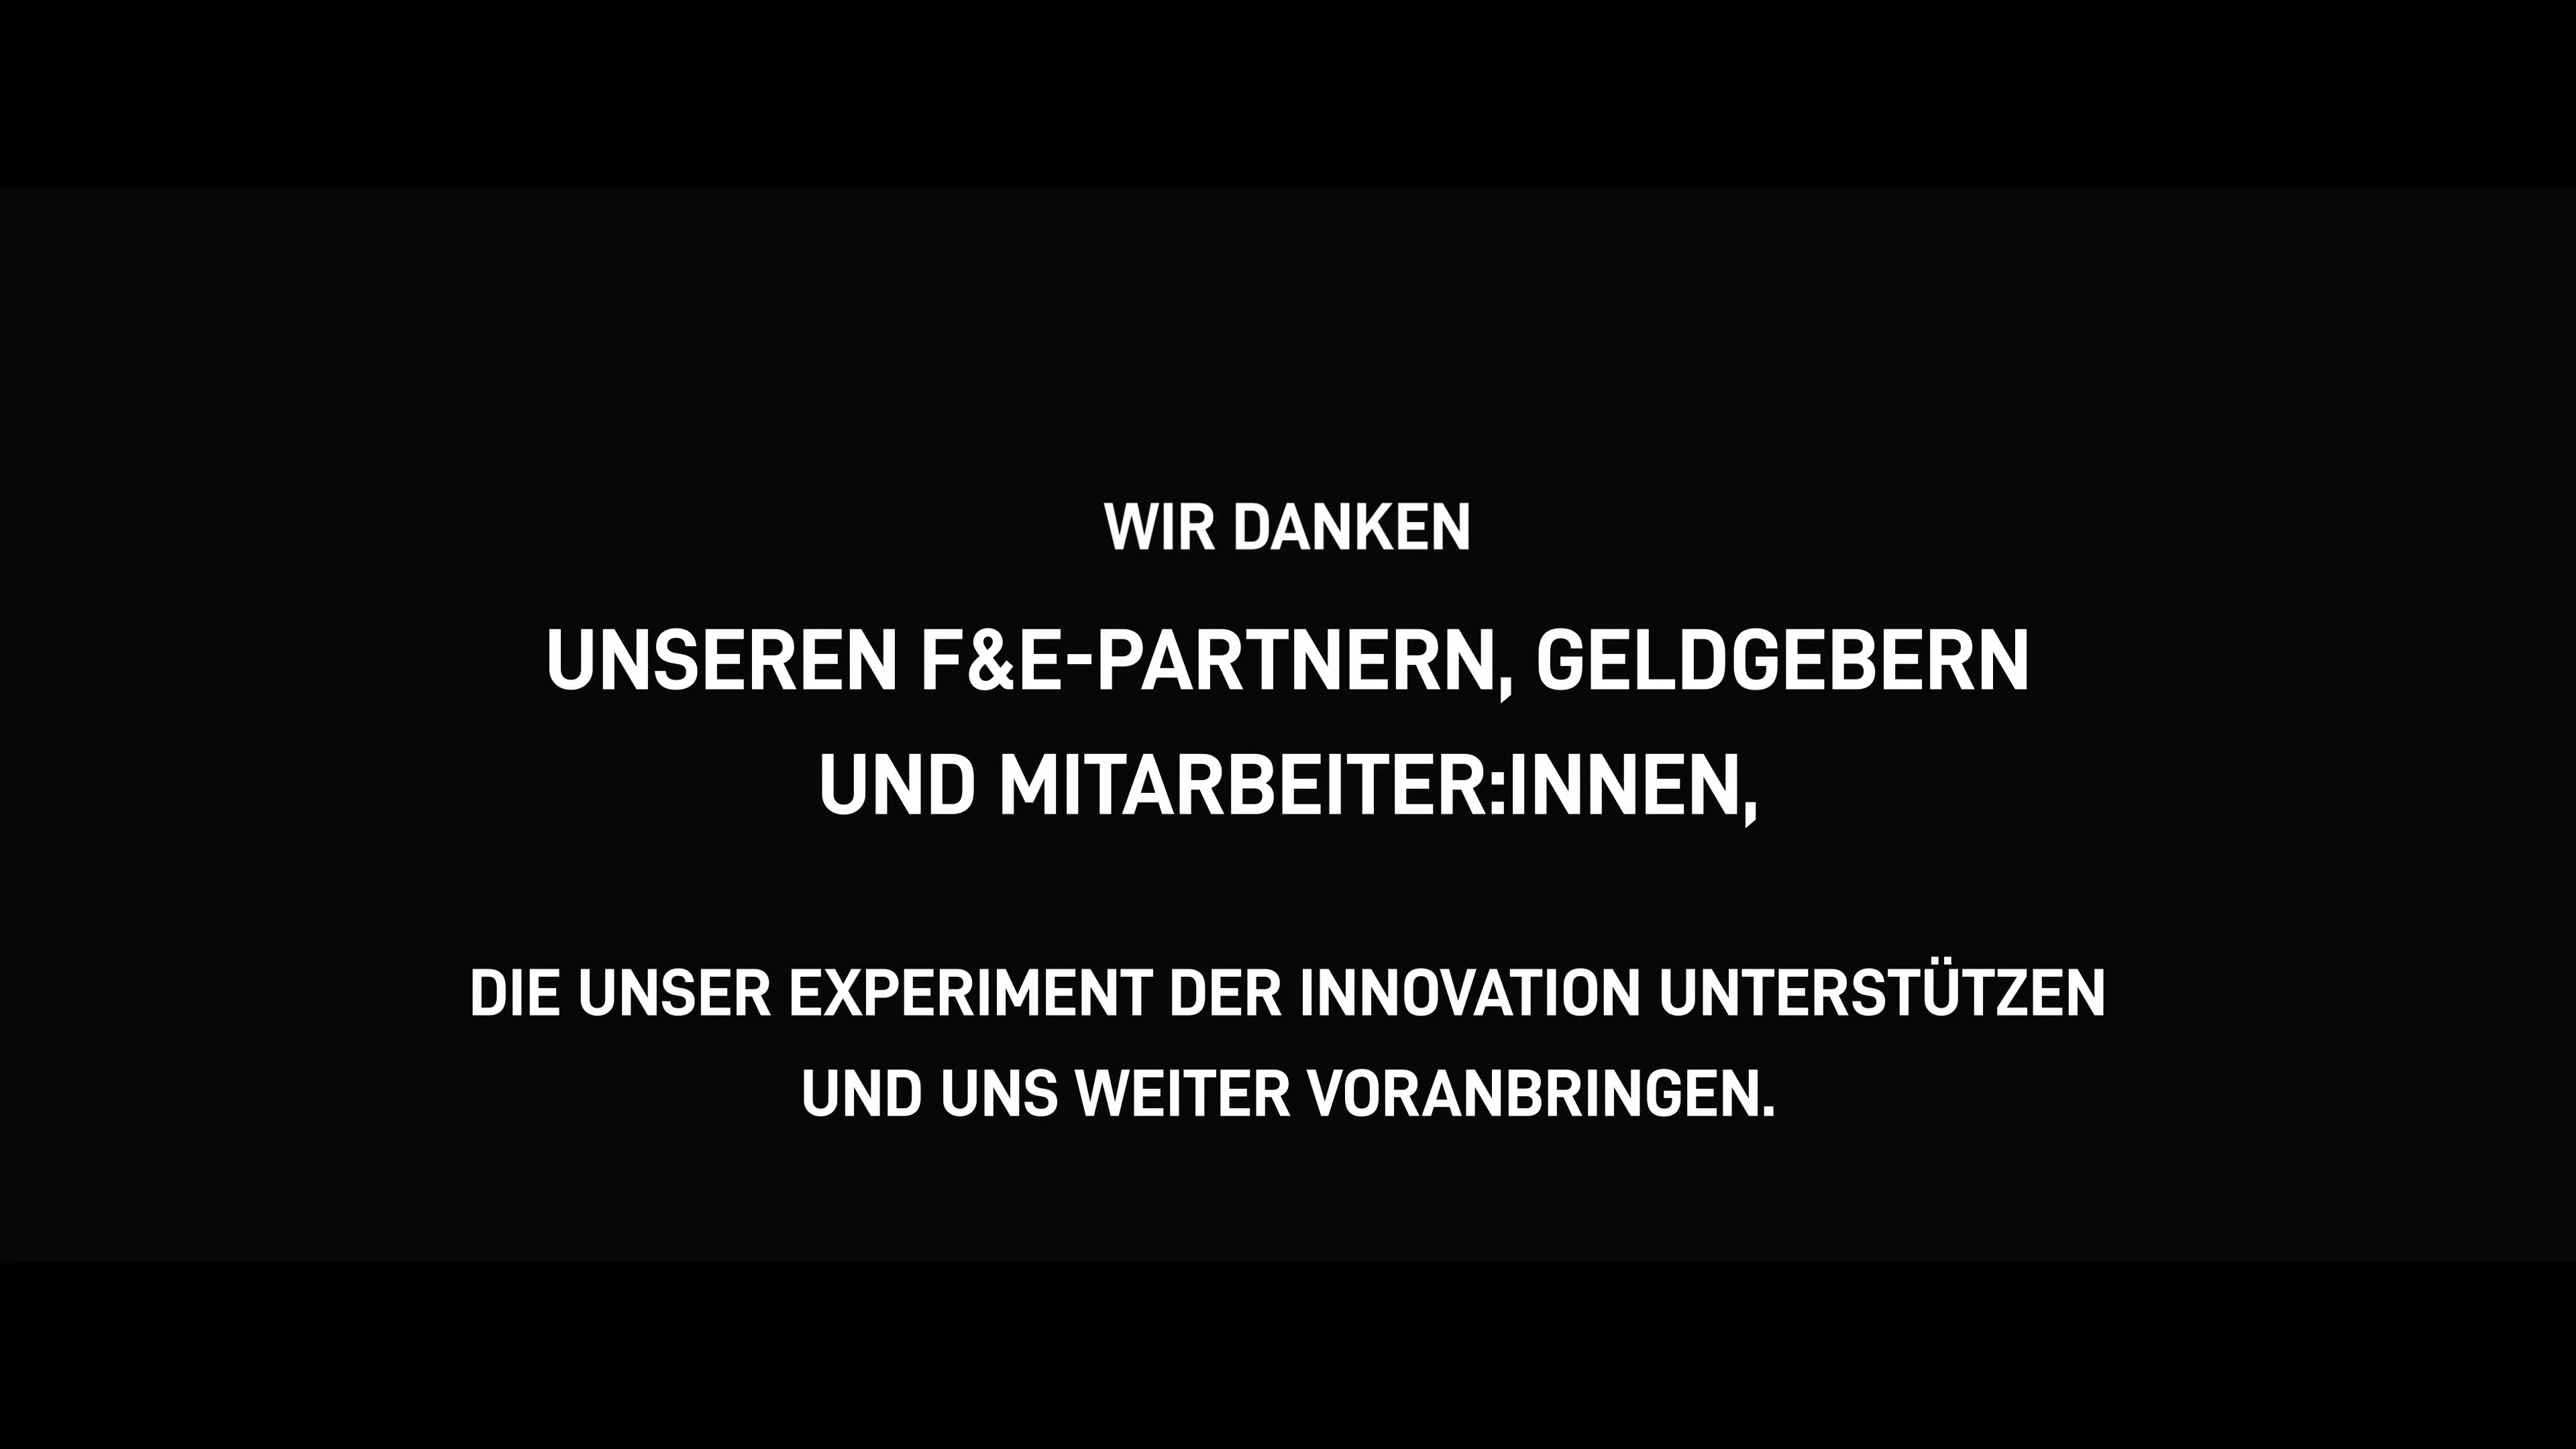 WIR DANKEN
UNSEREN F&E-PARTNERN, GELDGEBERN
UND MITARBEITER:INNEN,
DIE UNSER EXPERIMENT DER INNOVATION UNTERSTÜTZEN
UND UNS WEITER VORANBRINGEN.